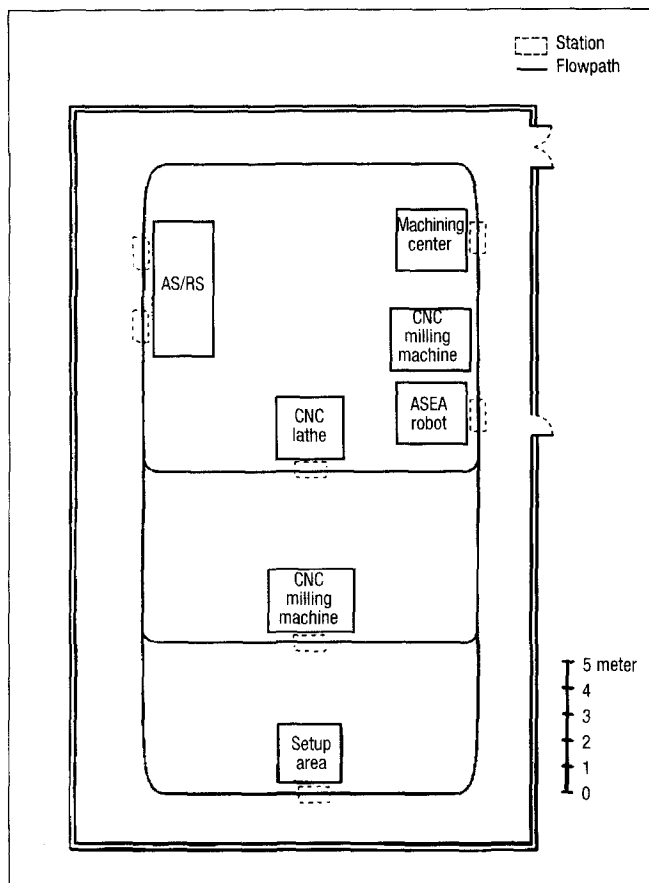 Station
Flowpath
Machining
center
AS/RS
CNC
milling
machine
CNC
lathe
ASEA
robot
CNC
milling
machine
Setup
area
5 meter
4
3
2
1
0